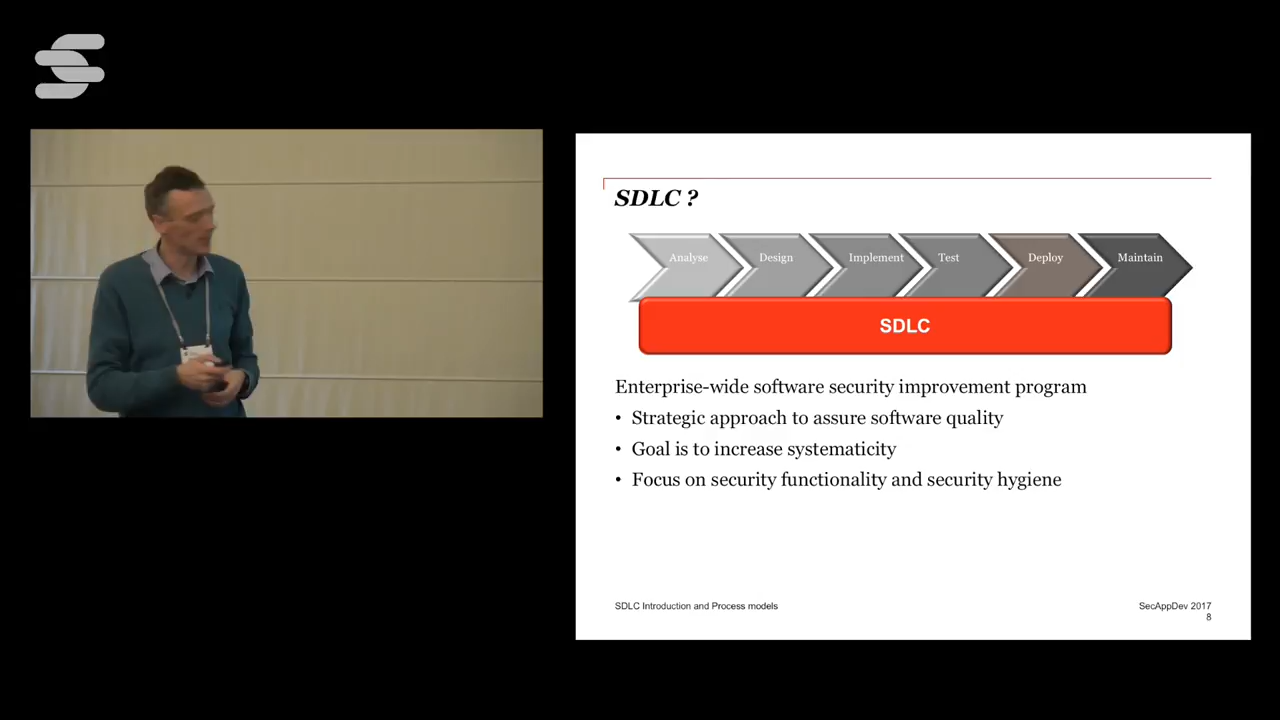 SDLC ?
Analyse
Design
Implement
Test
Deploy
Maintain
SDLC
Enterprise-wide software security improvement program
• Strategic approach to assure software quality
• Goal is to increase systematicity
• Focus on security functionality and security hygiene
SDLC Introduction and Process models
SecAppDev 2017
8